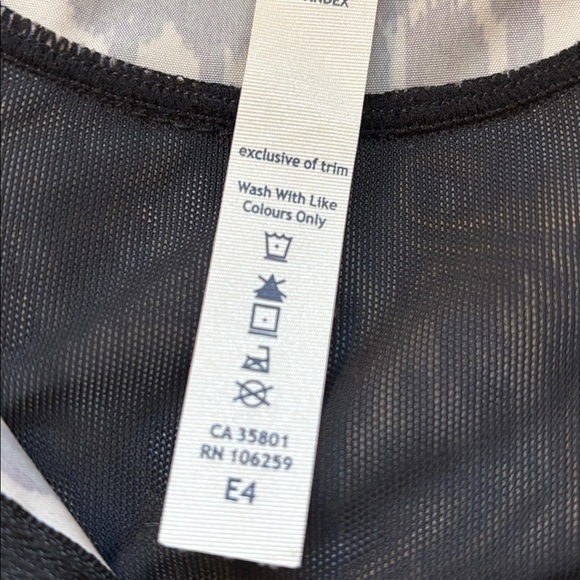 exclusive of trim
Wash With Like
Colours Only
CA 35801
RN 106259
E4